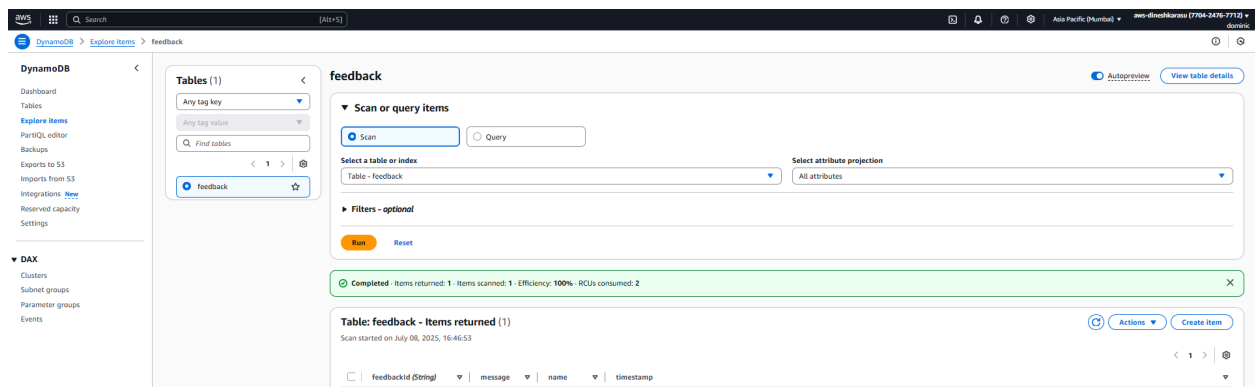 aws
Search
[Alt+S]
Asia Pacific (Mumbai)
aws-dineshkarasu (7704-2476-7712)
dominic
DynamoDB > Explore items > feedback
DynamoDB
Dashboard
Tables
Explore items
PartiQL editor
Backups
Exports to S3
Imports from S3
Integrations New
Reserved capacity
Settings
DAX
Clusters
Subnet groups
Parameter groups
Events
Tables (1)
Any tag key
Any tag value
Find tables
1
feedback
feedback
Autopreview
View table details
Scan or query items
Scan
Query
Select a table or index
Table - feedback
Select attribute projection
All attributes
Filters - optional
Run
Reset
Completed · Items returned: 1 · Items scanned: 1 · Efficiency: 100% · RCUs consumed: 2
Table: feedback - Items returned (1)
Scan started on July 08, 2025, 16:46:53
Actions
Create item
1
feedbackId (String)
message
name
timestamp